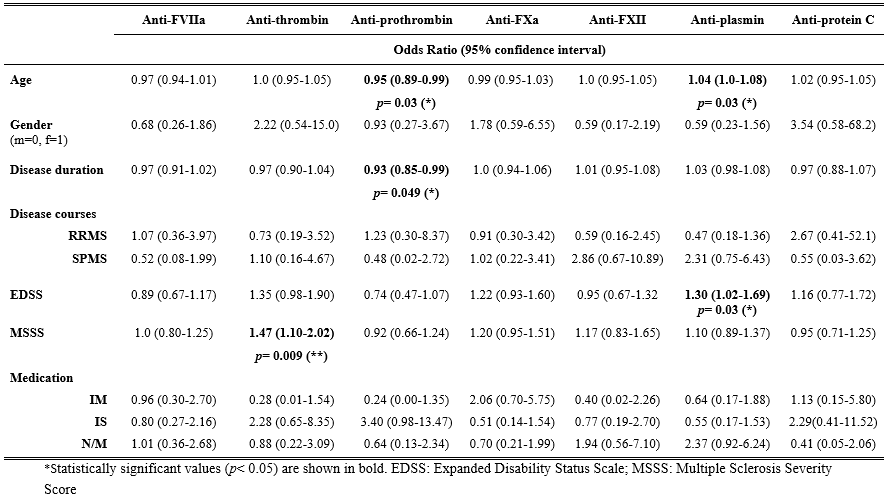 Anti-FVIIa Anti-thrombin Anti-prothrombin Anti-FXa Anti-FXII Anti-plasmin Anti-protein C
Odds Ratio (95% confidence interval)
Age 0.97 (0.94-1.01) 1.0 (0.95-1.05) 0.95 (0.89-0.99) 0.99 (0.95-1.03) 1.0 (0.95-1.05) 1.04 (1.0-1.08) 1.02 (0.95-1.05)
p= 0.03 (*) p= 0.03 (*)
Gender 0.68 (0.26-1.86) 2.22 (0.54-15.0) 0.93 (0.27-3.67) 1.78 (0.59-6.55) 0.59 (0.17-2.19) 0.59 (0.23-1.56) 3.54 (0.58-68.2)
(m=0, f=1)
Disease duration 0.97 (0.91-1.02) 0.97 (0.90-1.04) 0.93 (0.85-0.99) 1.0 (0.94-1.06) 1.01 (0.95-1.08) 1.03 (0.98-1.08) 0.97 (0.88-1.07)
p= 0.049 (*)
Disease courses
RRMS 1.07 (0.36-3.97) 0.73 (0.19-3.52) 1.23 (0.30-8.37) 0.91 (0.30-3.42) 0.59 (0.16-2.45) 0.47 (0.18-1.36) 2.67 (0.41-52.1)
SPMS 0.52 (0.08-1.99) 1.10 (0.16-4.67) 0.48 (0.02-2.72) 1.02 (0.22-3.41) 2.86 (0.67-10.89) 2.31 (0.75-6.43) 0.55 (0.03-3.62)
EDSS 0.89 (0.67-1.17) 1.35 (0.98-1.90) 0.74 (0.47-1.07) 1.22 (0.93-1.60) 0.95 (0.67-1.32 1.30 (1.02-1.69) 1.16 (0.77-1.72)
p= 0.03 (*)
MSSS 1.0 (0.80-1.25) 1.47 (1.10-2.02) 0.92 (0.66-1.24) 1.20 (0.95-1.51) 1.17 (0.83-1.65) 1.10 (0.89-1.37) 0.95 (0.71-1.25)
p= 0.009 (**)
Medication
IM 0.96 (0.30-2.70) 0.28 (0.01-1.54) 0.24 (0.00-1.35) 2.06 (0.70-5.75) 0.40 (0.02-2.26) 0.64 (0.17-1.88) 1.13 (0.15-5.80)
IS 0.80 (0.27-2.16) 2.28 (0.65-8.35) 3.40 (0.98-13.47) 0.51 (0.14-1.54) 0.77 (0.19-2.70) 0.55 (0.17-1.53) 2.29(0.41-11.52)
N/M 1.01 (0.36-2.68) 0.88 (0.22-3.09) 0.64 (0.13-2.34) 0.70 (0.21-1.99) 1.94 (0.56-7.10) 2.37 (0.92-6.24) 0.41 (0.05-2.06)
*Statistically significant values (p< 0.05) are shown in bold. EDSS: Expanded Disability Status Scale; MSSS: Multiple Sclerosis Severity
Score